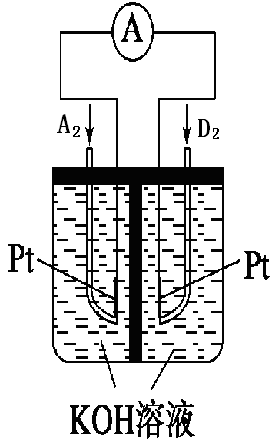 A
A₂ D₂
Pt Pt
KOH溶液